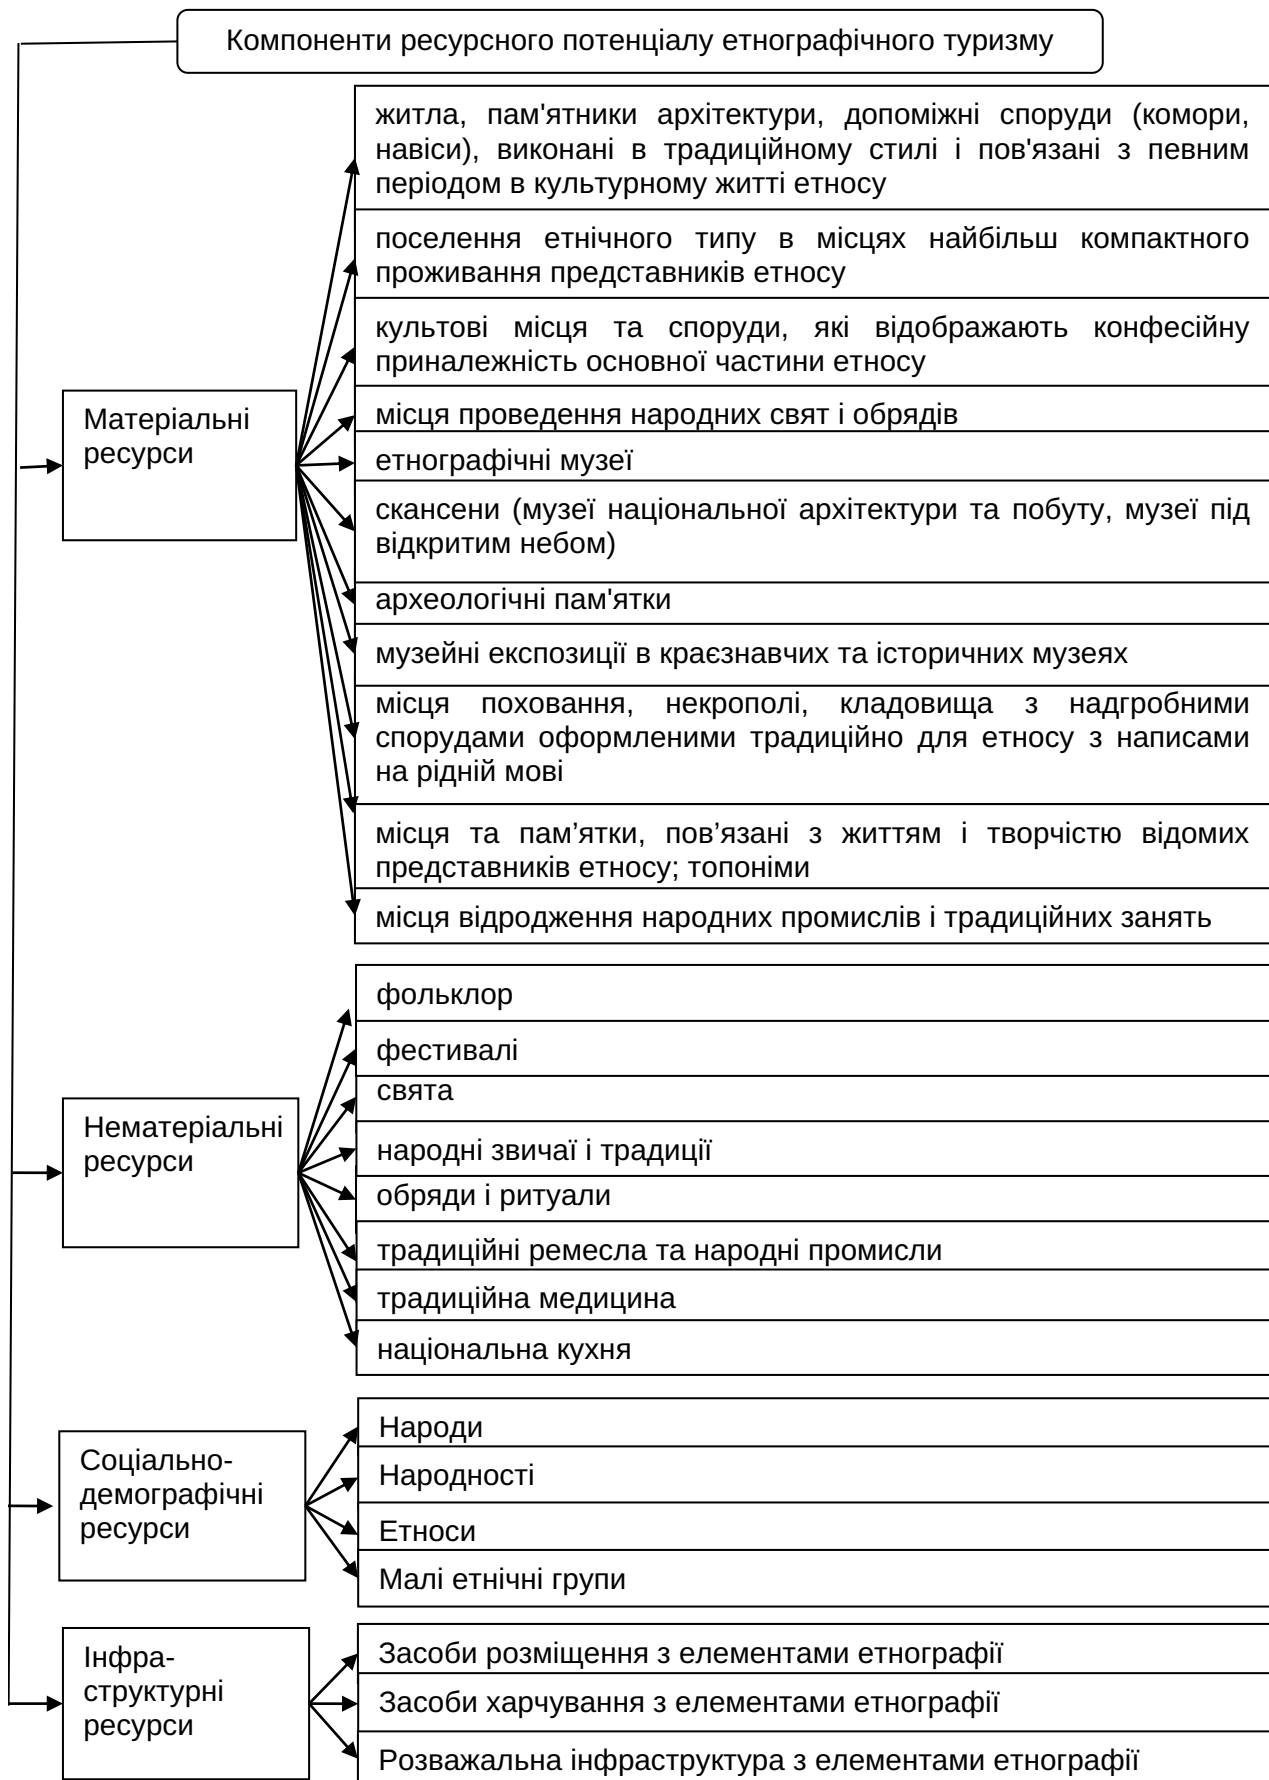 Компоненти ресурсного потенціалу етнографічного туризму
житла, пам'ятники архітектури, допоміжні споруди (комори,
навіси), виконані в традиційному стилі і пов'язані з певним
періодом в культурному житті етносу
поселення етнічного типу в місцях найбільш компактного
проживання представників етносу
культові місця та споруди, які відображають конфесійну
приналежність основної частини етносу
Матеріальні
ресурси
місця проведення народних свят і обрядів
етнографічні музеї
скансени (музеї національної архітектури та побуту, музеї під
відкритим небом)
археологічні пам'ятки
музейні експозиції в краєзнавчих та історичних музеях
місця поховання, некрополі, кладовища з надгробними
спорудами оформленими традиційно для етносу з написами
на рідній мові
місця та пам’ятки, пов’язані з життям і творчістю відомих
представників етносу; топоніми
місця відродження народних промислів і традиційних занять
Нематеріальні
ресурси
фольклор
фестивалі
свята
народні звичаї і традиції
обряди і ритуали
традиційні ремесла та народні промисли
традиційна медицина
національна кухня
Соціально-
демографічні
ресурси
Народи
Народності
Етноси
Малі етнічні групи
Інфра-
структурні
ресурси
Засоби розміщення з елементами етнографії
Засоби харчування з елементами етнографії
Розважальна інфраструктура з елементами етнографії